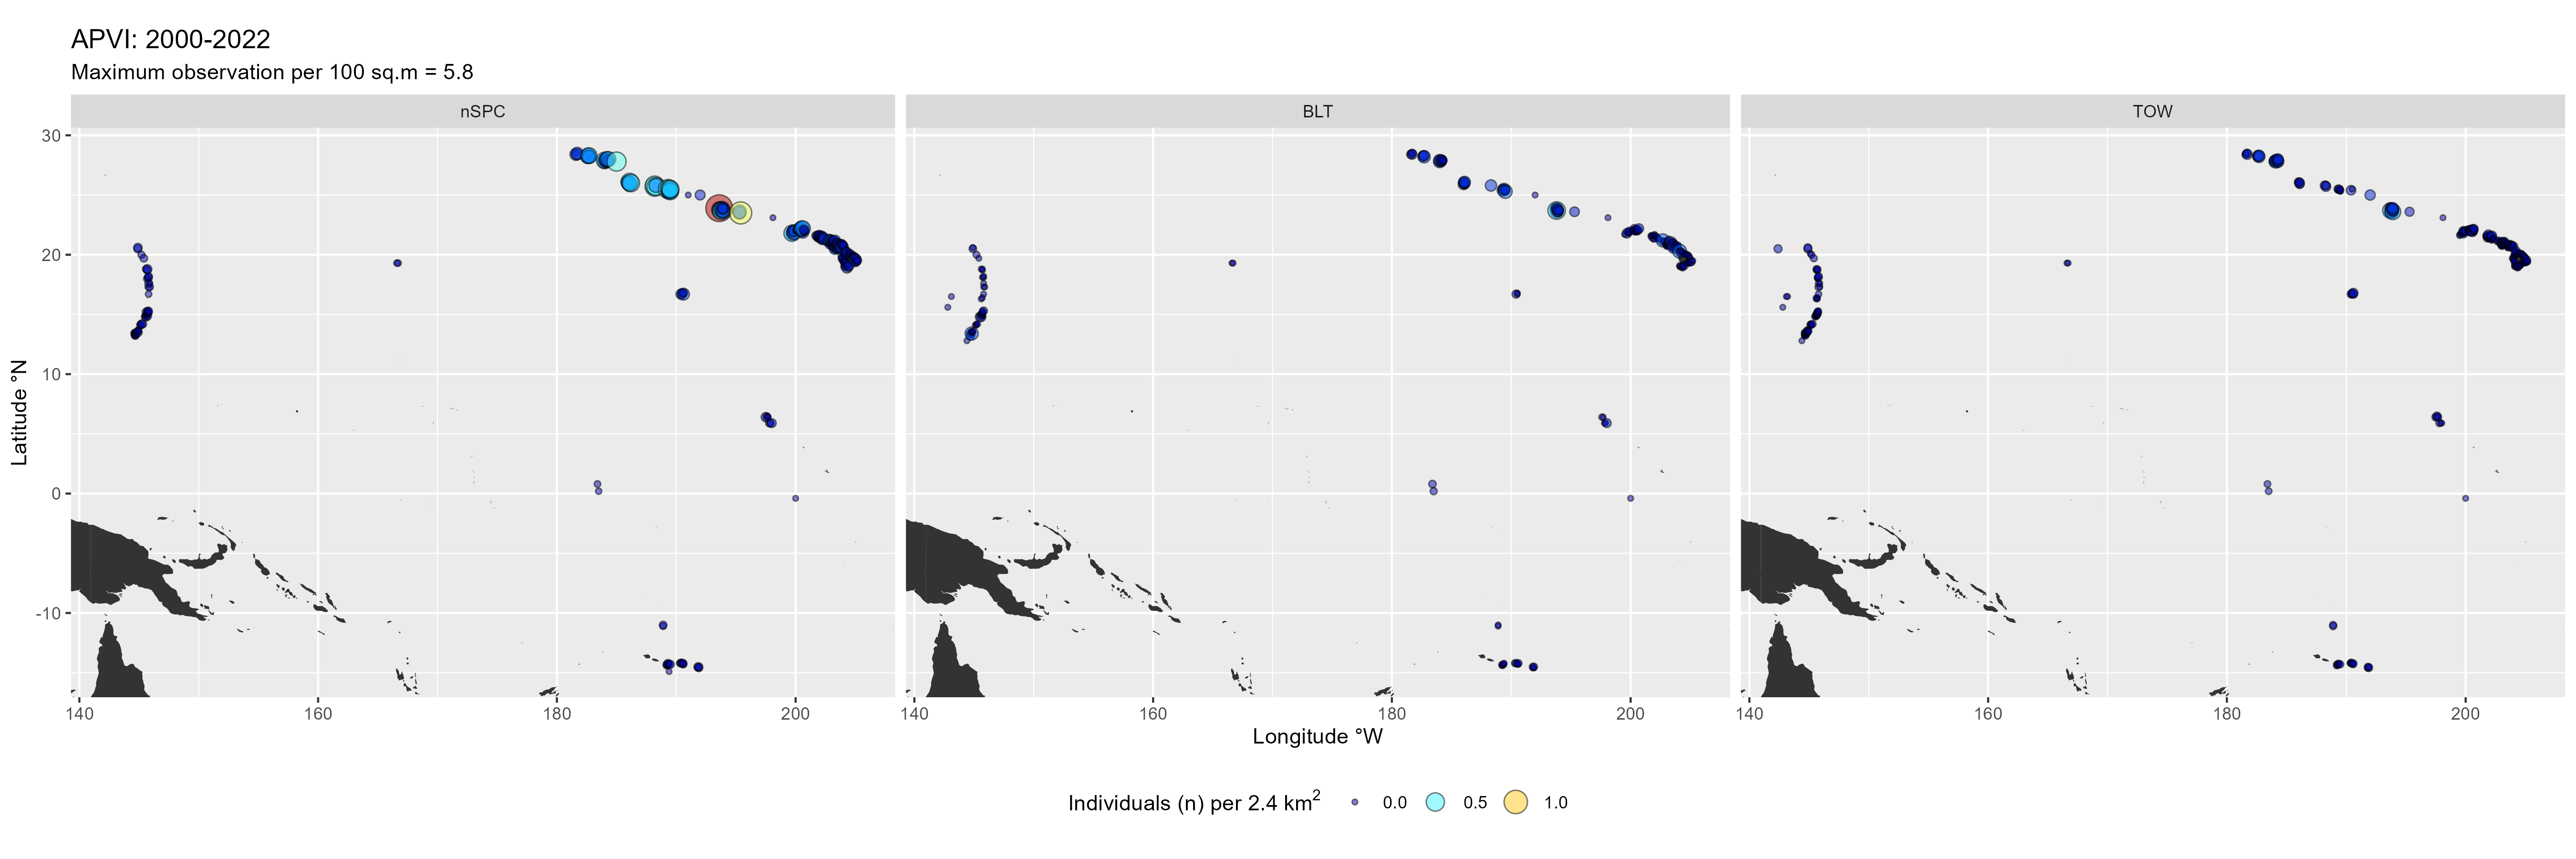 APVI: 2000-2022
Maximum observation per 100 sq.m = 5.8
nSPC BLT TOW
30
20
10
0
-10
Latitude °N
140 160 180 200 140 160 180 200 140 160 180 200
Longitude °W
Individuals (n) per 2.4 km² 0.0 0.5 1.0